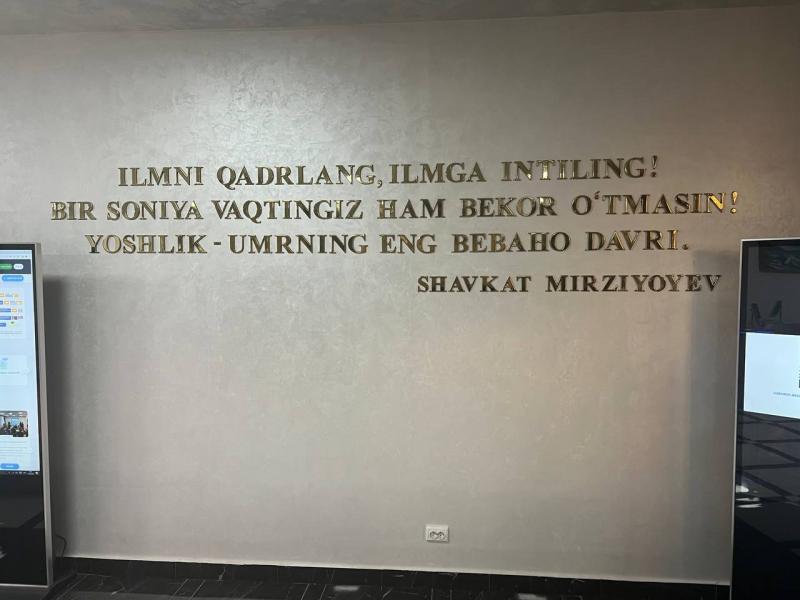 ILMNI QADRLANG, ILMGA INTILING!
BIR SONIYA VAQTINGIZ HAM BEKOR O‘TMASIN!
YOSHLIK - UMRNING ENG BEBAHO DAVRI.
SHAVKAT MIRZIYOYEV